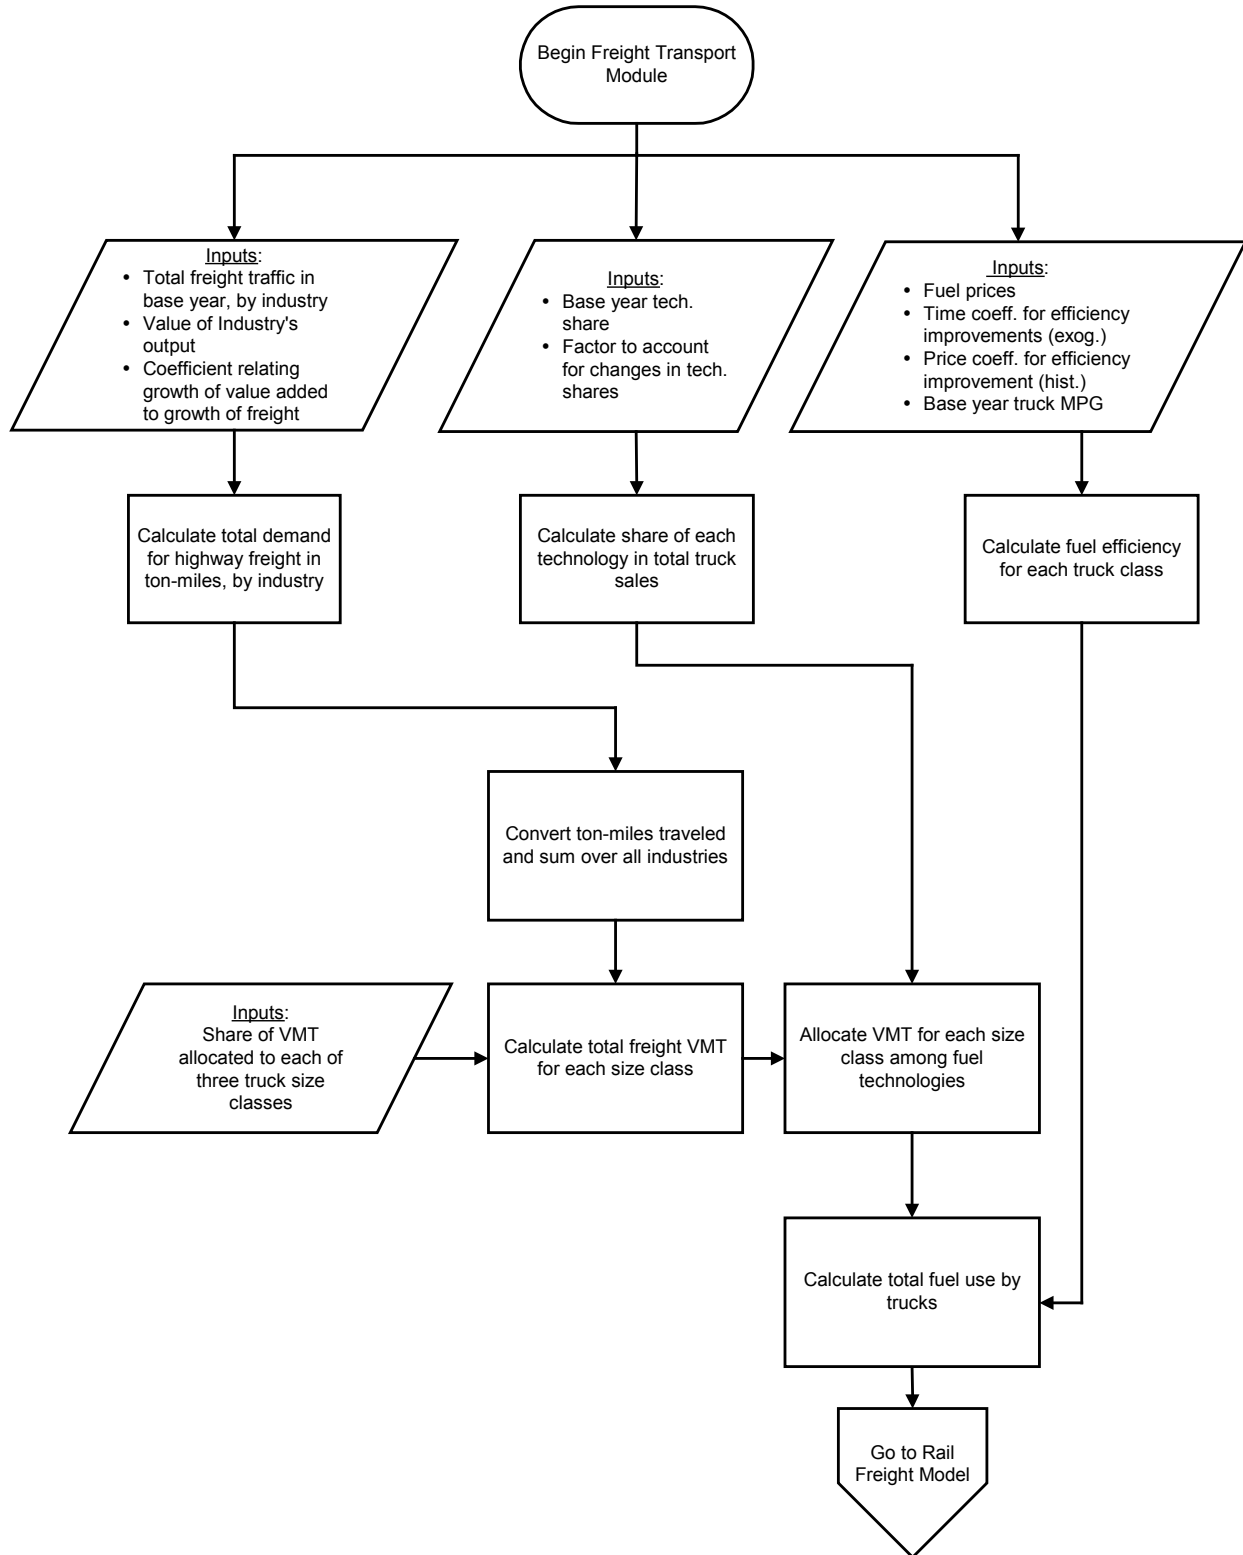 Begin Freight Transport
Module
Inputs:
• Total freight traffic in
base year, by industry
• Value of Industry's
output
• Coefficient relating
growth of value added
to growth of freight
Inputs:
• Base year tech.
share
• Factor to account
for changes in tech.
shares
Inputs:
• Fuel prices
• Time coeff. for efficiency
improvements (exog.)
• Price coeff. for efficiency
improvement (hist.)
• Base year truck MPG
Calculate total demand
for highway freight in
ton-miles, by industry
Calculate share of each
technology in total truck
sales
Calculate fuel efficiency
for each truck class
Convert ton-miles traveled
and sum over all industries
Inputs:
Share of VMT
allocated to each of
three truck size
classes
Calculate total freight VMT
for each size class
Allocate VMT for each size
class among fuel
technologies
Calculate total fuel use by
trucks
Go to Rail
Freight Model